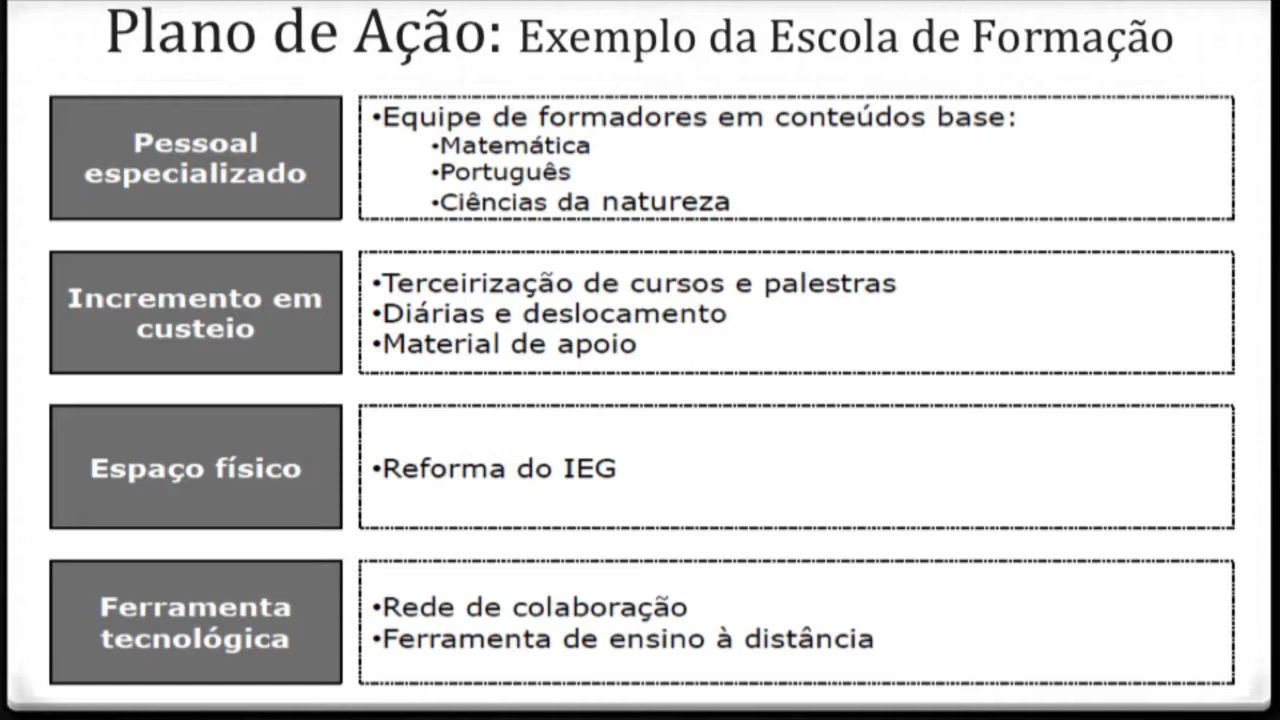 Plano de Ação: Exemplo da Escola de Formação
Pessoal
especializado
•Equipe de formadores em conteúdos base:
•Matemática
•Português
•Ciências da natureza
Incremento em
custeio
•Terceirização de cursos e palestras
•Diárias e deslocamento
•Material de apoio
Espaço físico
•Reforma do IEG
Ferramenta
tecnológica
•Rede de colaboração
•Ferramenta de ensino à distância